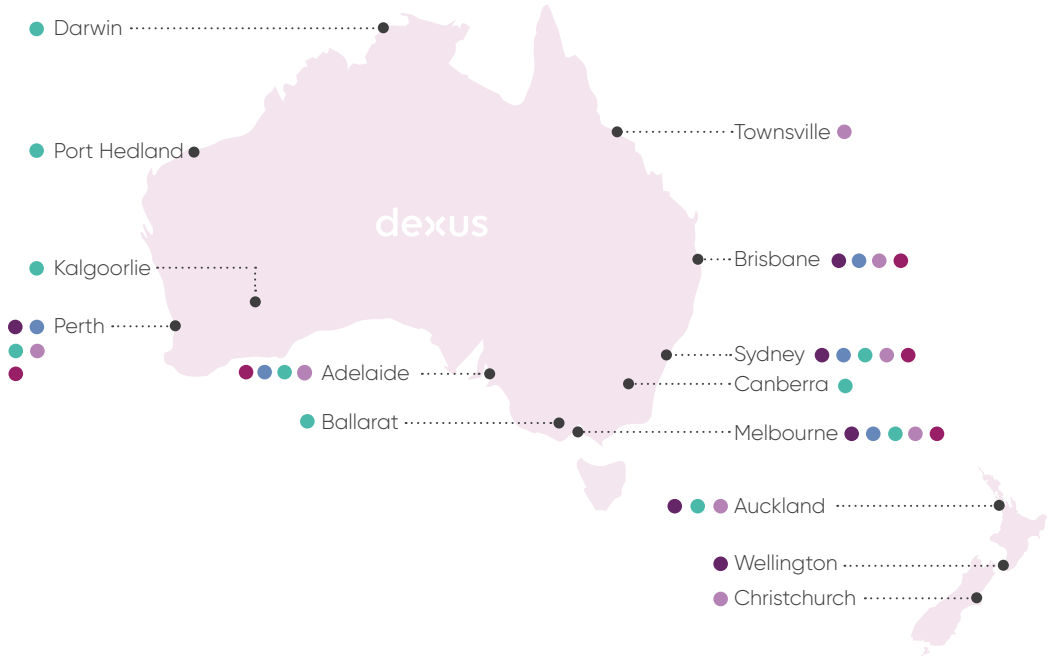 Darwin
Townsville
Port Hedland
dexus
Brisbane
Kalgoorlie
Perth
Sydney
Adelaide
Canberra
Ballarat
Melbourne
Auckland
Wellington
Christchurch